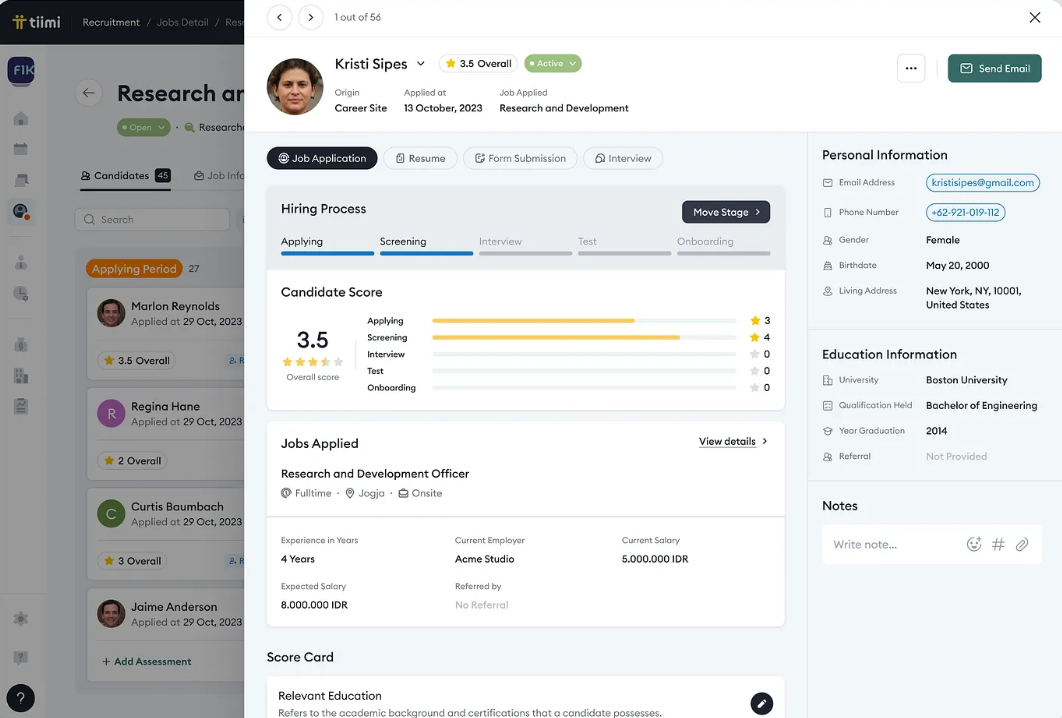 tiimi
Recruitment / Jobs Detail / Rese
1 out of 56
FIK
Research an
Open
Researche
Candidates 45
Job Info
Search
Applying Period 27
Marlon Reynolds
Applied at 29 Oct, 2023
3.5 Overall
Regina Hane
R
Applied at 29 Oct, 2023
2 Overall
Curtis Baumbach
C
Applied at 29 Oct, 2023
3 Overall
Jaime Anderson
Applied at 29 Oct, 2023
+ Add Assessment
?
Kristi Sipes
3.5 Overall
Active
Send Email
Origin
Career Site
Applied at
13 October, 2023
Job Applied
Research and Development
Job Application
Resume
Form Submission
Interview
Hiring Process
Move Stage
Applying
Screening
Interview
Test
Onboarding
Candidate Score
3.5
Overall score
Applying 3
Screening 4
Interview 0
Test 0
Onboarding 0
Jobs Applied
View details
Research and Development Officer
Fulltime · Jogja · Onsite
Experience in Years
4 Years
Current Employer
Acme Studio
Current Salary
5.000.000 IDR
Expected Salary
8.000.000 IDR
Referred by
No Referral
Score Card
Relevant Education
Refers to the academic background and certifications that a candidate possesses.
Personal Information
Email Address kristisipes@gmail.com
Phone Number +62-921-019-112
Gender Female
Birthdate May 20, 2000
Living Address New York, NY, 10001,
United States
Education Information
University Boston University
Qualification Held Bachelor of Engineering
Year Graduation 2014
Referral Not Provided
Notes
Write note...